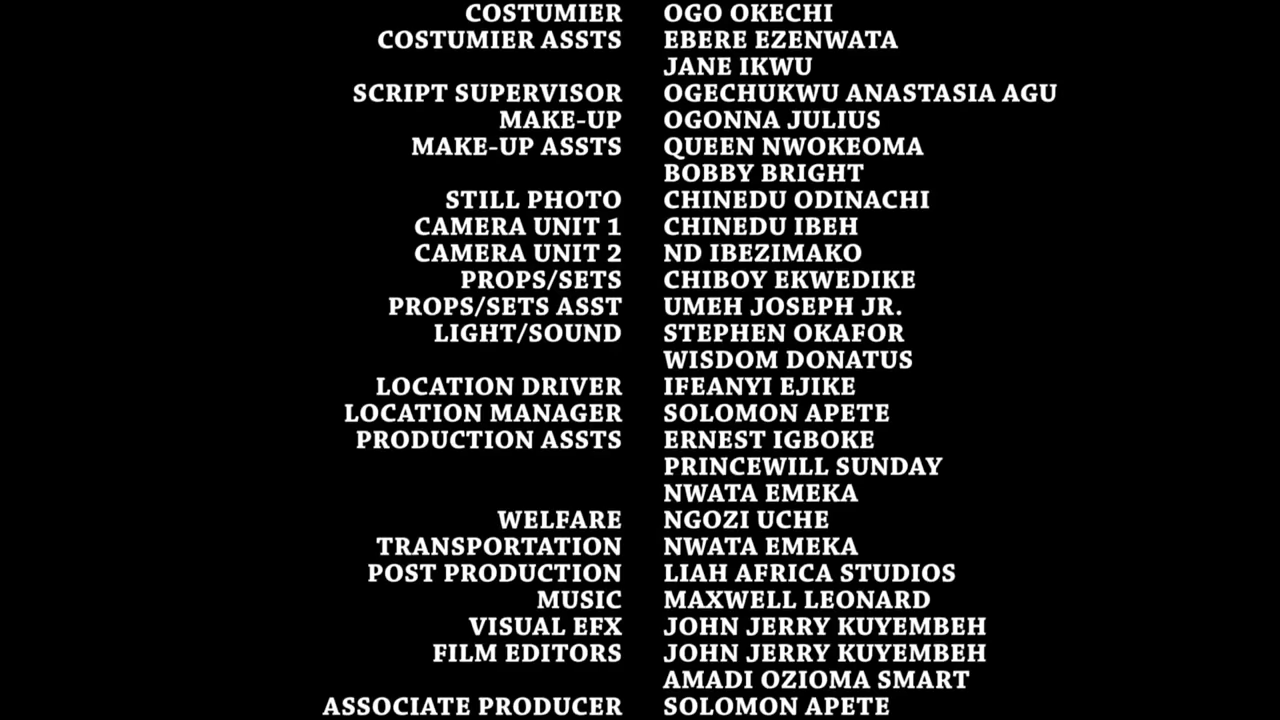 COSTUMIER OGO OKECHI
COSTUMIER ASSTS EBERE EZENWATA
JANE IKWU
SCRIPT SUPERVISOR OGECHUKWU ANASTASIA AGU
MAKE-UP OGONNA JULIUS
MAKE-UP ASSTS QUEEN NWOKEOMA
BOBBY BRIGHT
STILL PHOTO CHINEDU ODINACHI
CAMERA UNIT 1 CHINEDU IBEH
CAMERA UNIT 2 ND IBEZIMAKO
PROPS/SETS CHIBOY EKWEDIKE
PROPS/SETS ASST UMEH JOSEPH JR.
LIGHT/SOUND STEPHEN OKAFOR
WISDOM DONATUS
LOCATION DRIVER IFEANYI EJIKE
LOCATION MANAGER SOLOMON APETE
PRODUCTION ASSTS ERNEST IGBOKE
PRINCEWILL SUNDAY
NWATA EMEKA
WELFARE NGOZI UCHE
TRANSPORTATION NWATA EMEKA
POST PRODUCTION LIAH AFRICA STUDIOS
MUSIC MAXWELL LEONARD
VISUAL EFX JOHN JERRY KUYEMBEH
FILM EDITORS JOHN JERRY KUYEMBEH
AMADI OZIOMA SMART
ASSOCIATE PRODUCER SOLOMON APETE